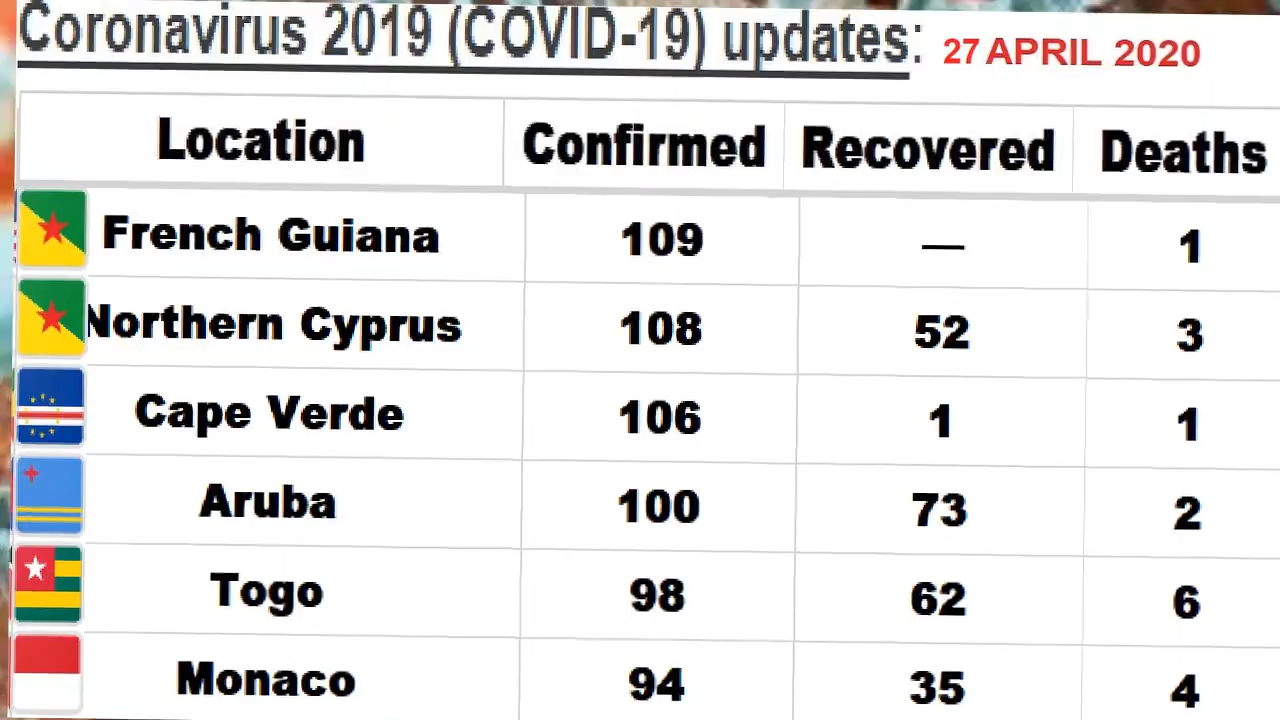 Coronavirus 2019 (COVID-19) updates: 27 APRIL 2020
Location Confirmed Recovered Deaths
French Guiana 109 — 1
Northern Cyprus 108 52 3
Cape Verde 106 1 1
Aruba 100 73 2
Togo 98 62 6
Monaco 94 35 4